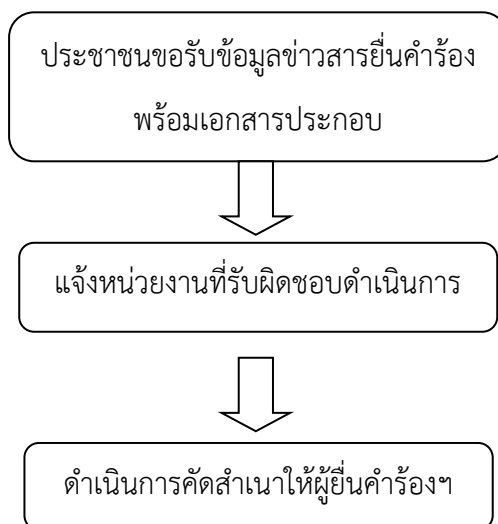 ประชาชนขอรับข้อมูลข่าวสารยื่นคำร้อง
พร้อมเอกสารประกอบ
แจ้งหน่วยงานที่รับผิดชอบดำเนินการ
ดำเนินการคัดสำเนาให้ผู้ยื่นคำร้องฯ